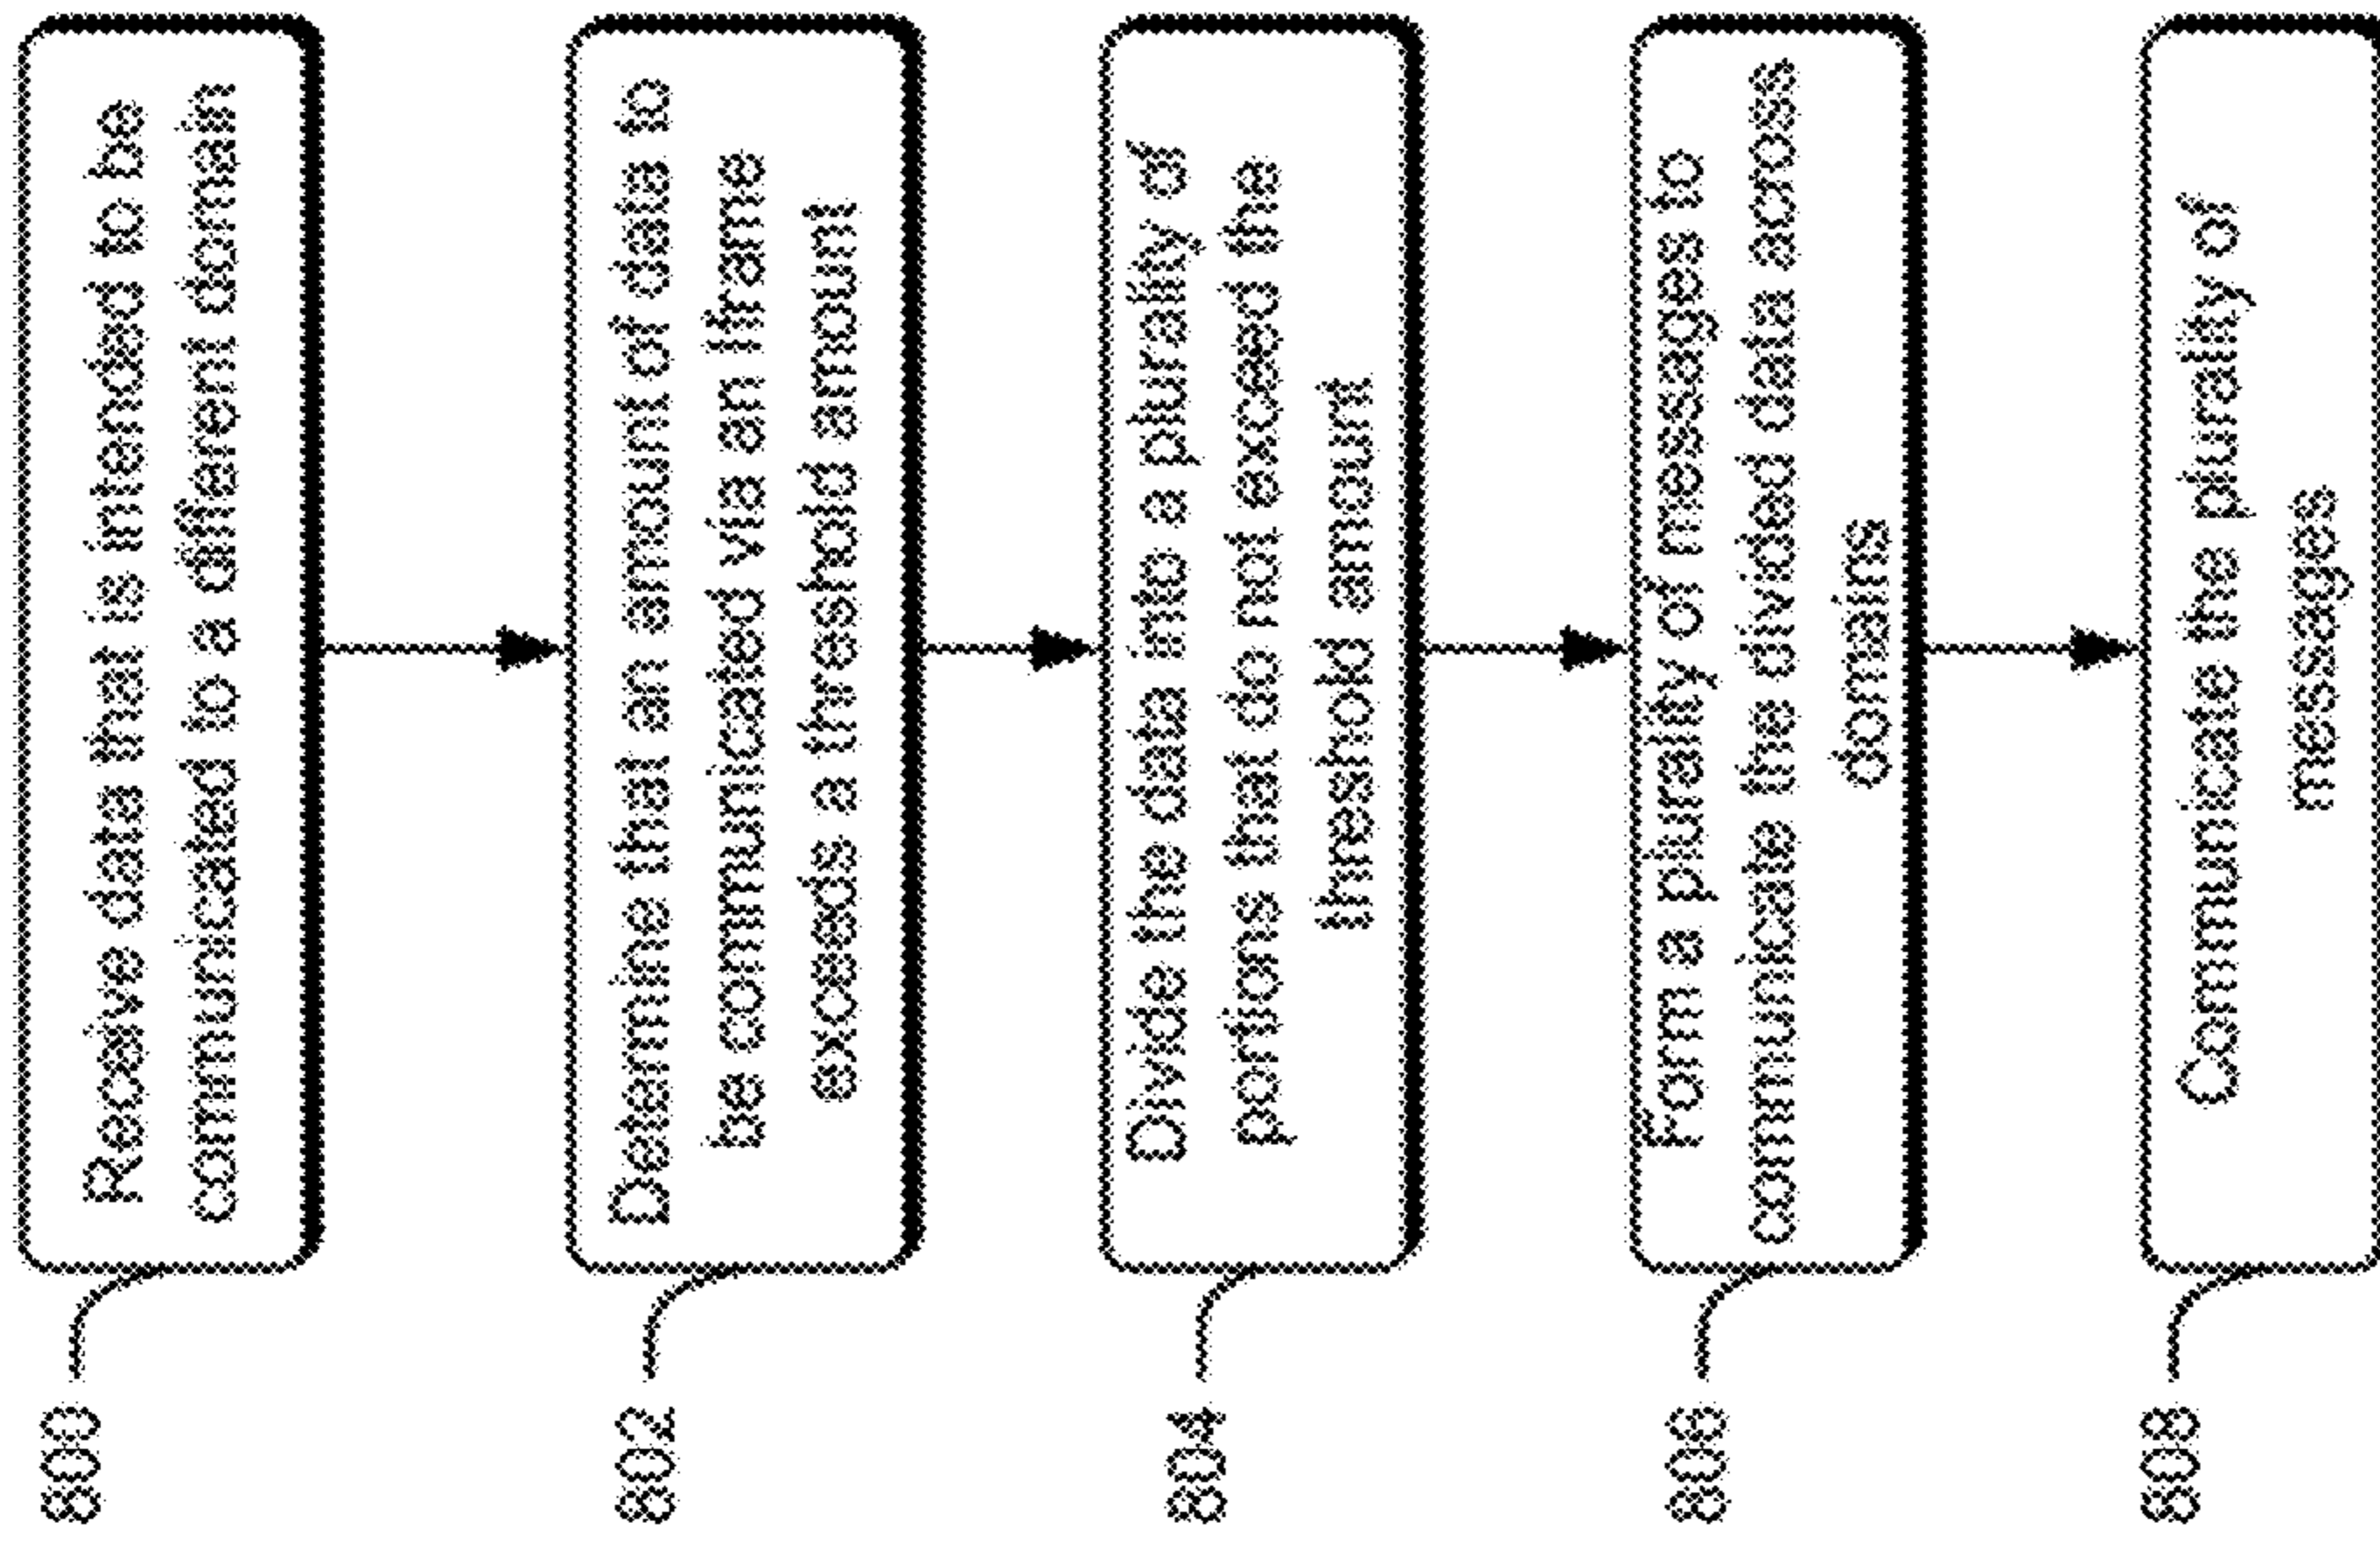 800
Receive data that is intended to be
communicated to a different domain
802
Determine that an amount of data to
be communicated via an iframe
exceeds a threshold amount
804
Divide the data into a plurality of
portions that do not exceed the
threshold amount
806
Form a plurality of messages to
communicate the divided data across
domains
808
Communicate the plurality of
messages